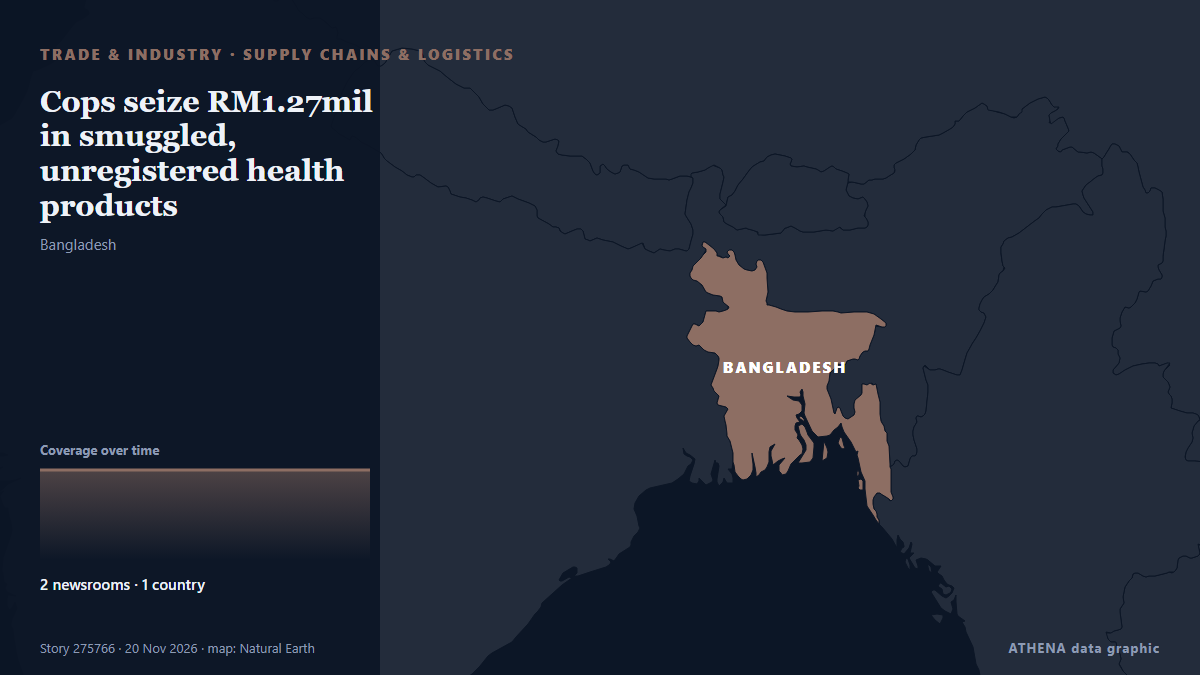 TRADE & INDUSTRY · SUPPLY CHAINS & LOGISTICS
Cops seize RM1.27mil
in smuggled,
unregistered health
products
Bangladesh
BANGLADESH
Coverage over time
2 newsrooms · 1 country
Story 275766 · 20 Nov 2026 · map: Natural Earth
ATHENA data graphic